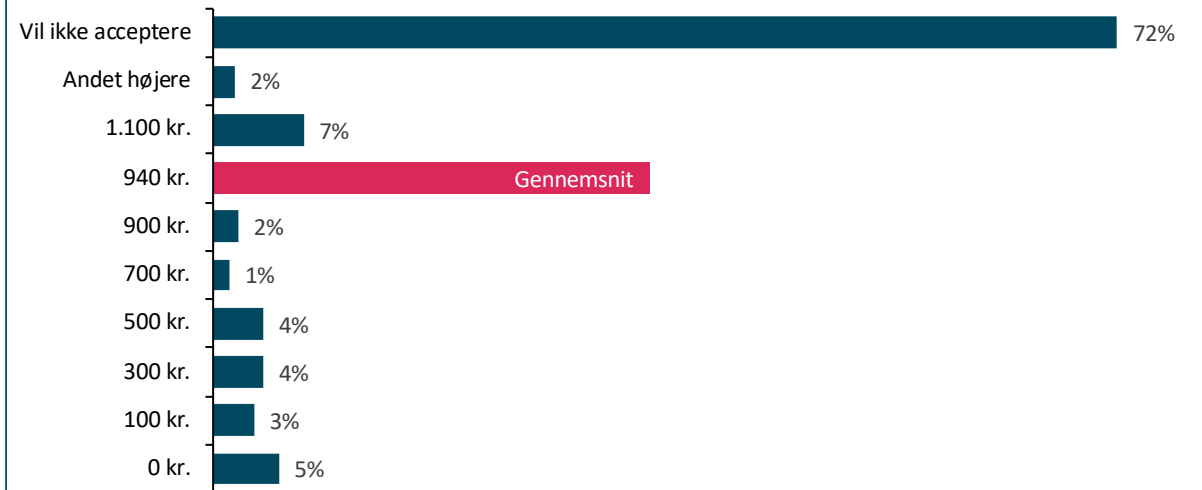 Vil ikke acceptere 72%
Andet højere 2%
1.100 kr. 7%
940 kr. Gennemsnit
900 kr. 2%
700 kr. 1%
500 kr. 4%
300 kr. 4%
100 kr. 3%
0 kr. 5%